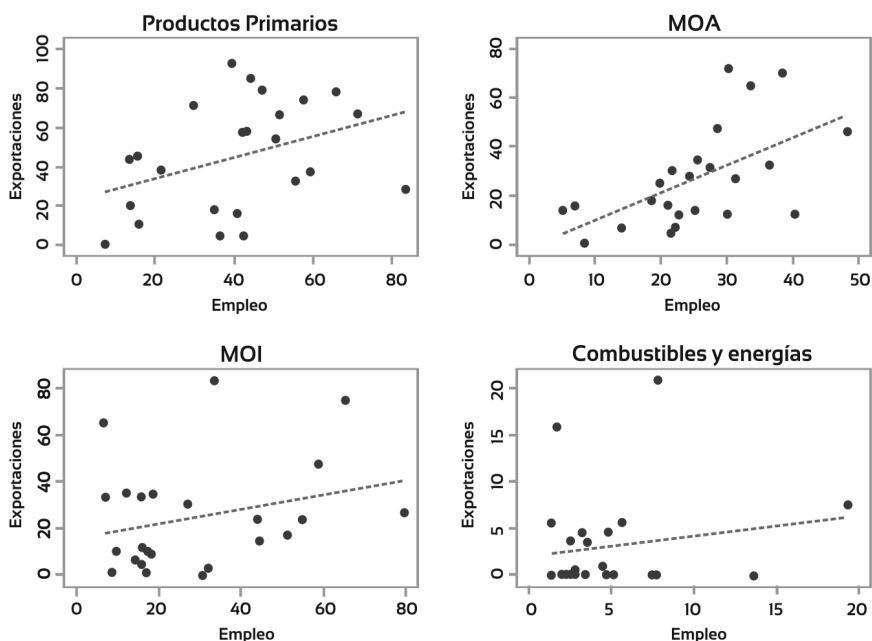 Productos Primarios
Exportaciones
100
80
60
40
20
0
0 20 40 60 80
Empleo
MOA
Exportaciones
80
60
40
20
0
0 10 20 30 40 50
Empleo
MOI
Exportaciones
80
60
40
20
0
0 20 40 60 80
Empleo
Combustibles y energías
Exportaciones
20
15
10
5
0
0 5 10 15 20
Empleo